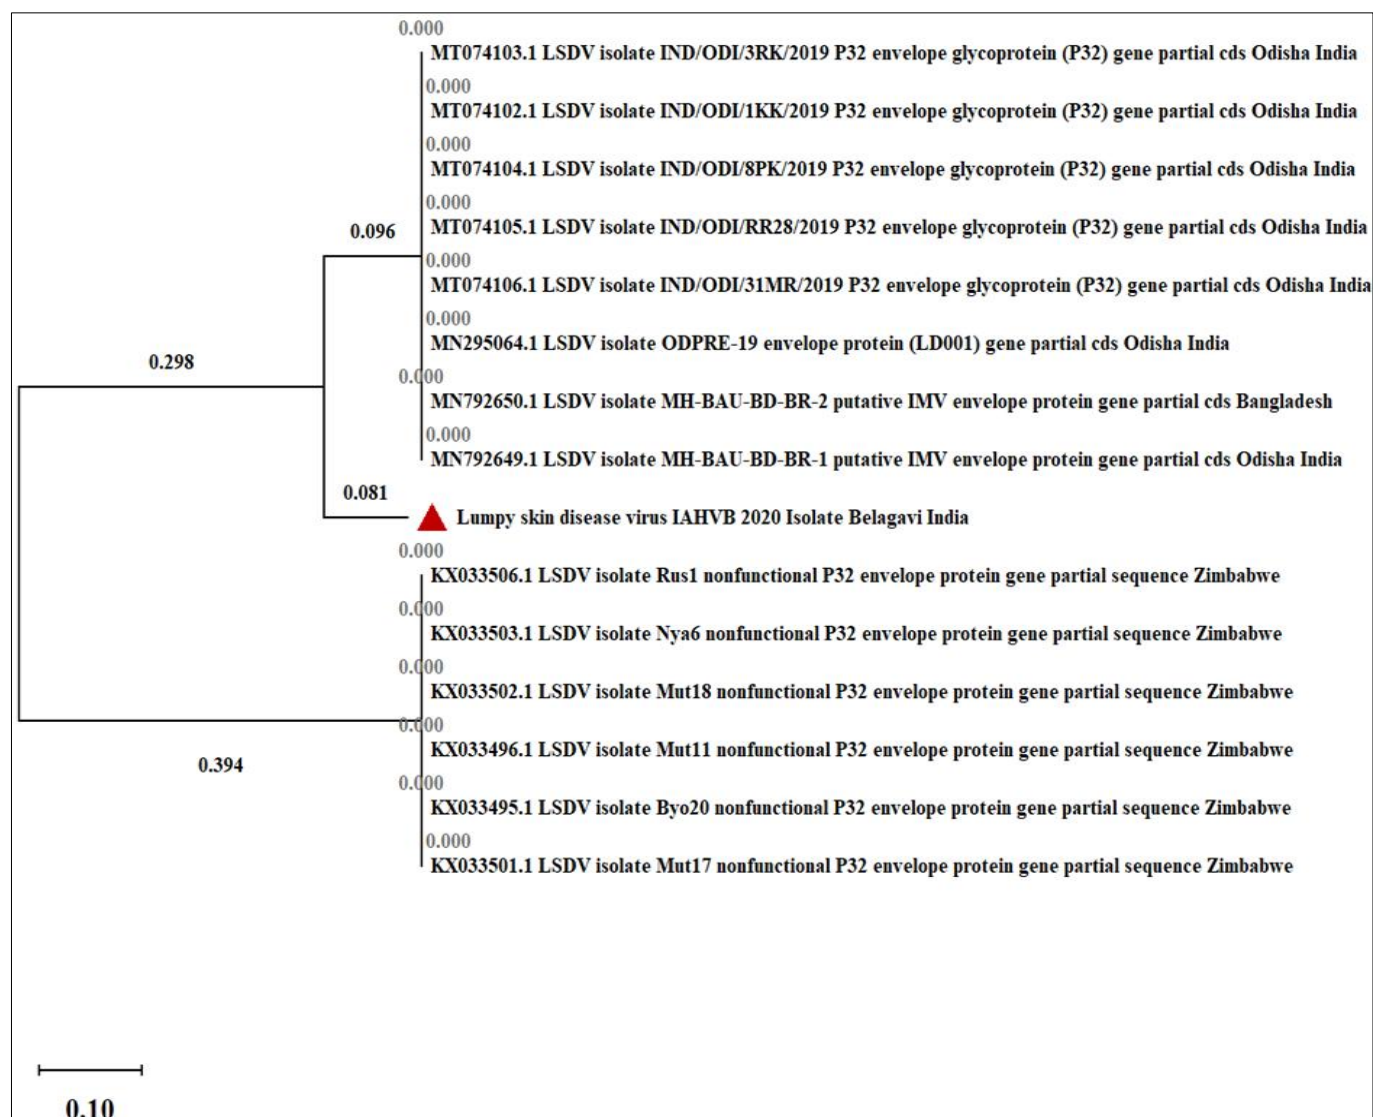 0.000
MT074103.1 LSDV isolate IND/ODI/3RK/2019 P32 envelope glycoprotein (P32) gene partial cds Odisha India
0.000
MT074102.1 LSDV isolate IND/ODI/1KK/2019 P32 envelope glycoprotein (P32) gene partial cds Odisha India
0.000
MT074104.1 LSDV isolate IND/ODI/8PK/2019 P32 envelope glycoprotein (P32) gene partial cds Odisha India
0.000
0.096
MT074105.1 LSDV isolate IND/ODI/RR28/2019 P32 envelope glycoprotein (P32) gene partial cds Odisha India
0.000
MT074106.1 LSDV isolate IND/ODI/31MR/2019 P32 envelope glycoprotein (P32) gene partial cds Odisha India
0.000
MN295064.1 LSDV isolate ODPRE-19 envelope protein (LD001) gene partial cds Odisha India
0.298
0.000
MN792650.1 LSDV isolate MH-BAU-BD-BR-2 putative IMV envelope protein gene partial cds Bangladesh
0.000
MN792649.1 LSDV isolate MH-BAU-BD-BR-1 putative IMV envelope protein gene partial cds Odisha India
0.081
Lumpy skin disease virus IAHVB 2020 Isolate Belagavi India
0.000
KX033506.1 LSDV isolate Rus1 nonfunctional P32 envelope protein gene partial sequence Zimbabwe
0.000
KX033503.1 LSDV isolate Nya6 nonfunctional P32 envelope protein gene partial sequence Zimbabwe
0.000
KX033502.1 LSDV isolate Mut18 nonfunctional P32 envelope protein gene partial sequence Zimbabwe
0.000
KX033496.1 LSDV isolate Mut11 nonfunctional P32 envelope protein gene partial sequence Zimbabwe
0.394
0.000
KX033495.1 LSDV isolate Byo20 nonfunctional P32 envelope protein gene partial sequence Zimbabwe
0.000
KX033501.1 LSDV isolate Mut17 nonfunctional P32 envelope protein gene partial sequence Zimbabwe
0.10